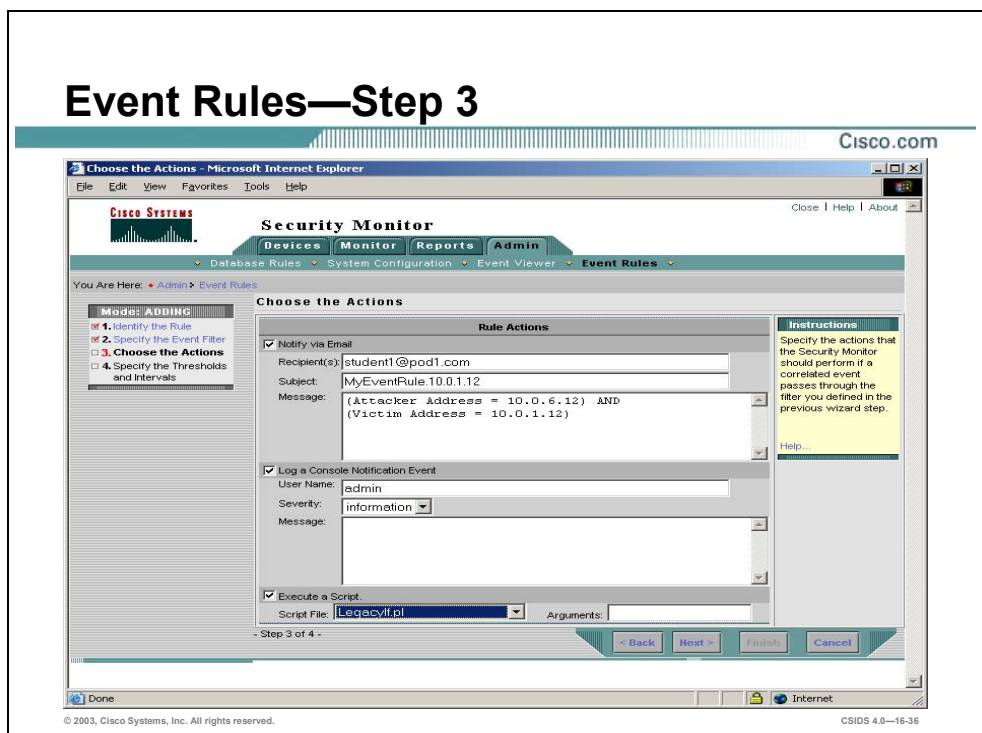 Event Rules—Step 3
Cisco.com
Choose the Actions - Microsoft Internet Explorer
File Edit View Favorites Tools Help
CISCO SYSTEMS
Close | Help | About
Security Monitor
Devices Monitor Reports Admin
Database Rules System Configuration Event Viewer Event Rules
You Are Here: Admin Event Rules
Mode: ADDING
1. Identify the Rule
2. Specify the Event Filter
3. Choose the Actions
4. Specify the Thresholds
and Intervals
Choose the Actions
Rule Actions
Notify via Email
Recipient(s): student1@pod1.com
Subject: MyEventRule.10.0.1.12
Message: (Attacker Address = 10.0.6.12) AND
(Victim Address = 10.0.1.12)
Log a Console Notification Event
User Name: admin
Severity: information
Message:
Execute a Script.
Script File: Legacylf.pl Arguments:
Instructions
Specify the actions that
the Security Monitor
should perform if a
correlated event
passes through the
filter you defined in the
previous wizard step.
Help...
- Step 3 of 4 -
< Back Next > Finish Cancel
Done Internet
© 2003, Cisco Systems, Inc. All rights reserved.
CSIDS 4.0—16-36